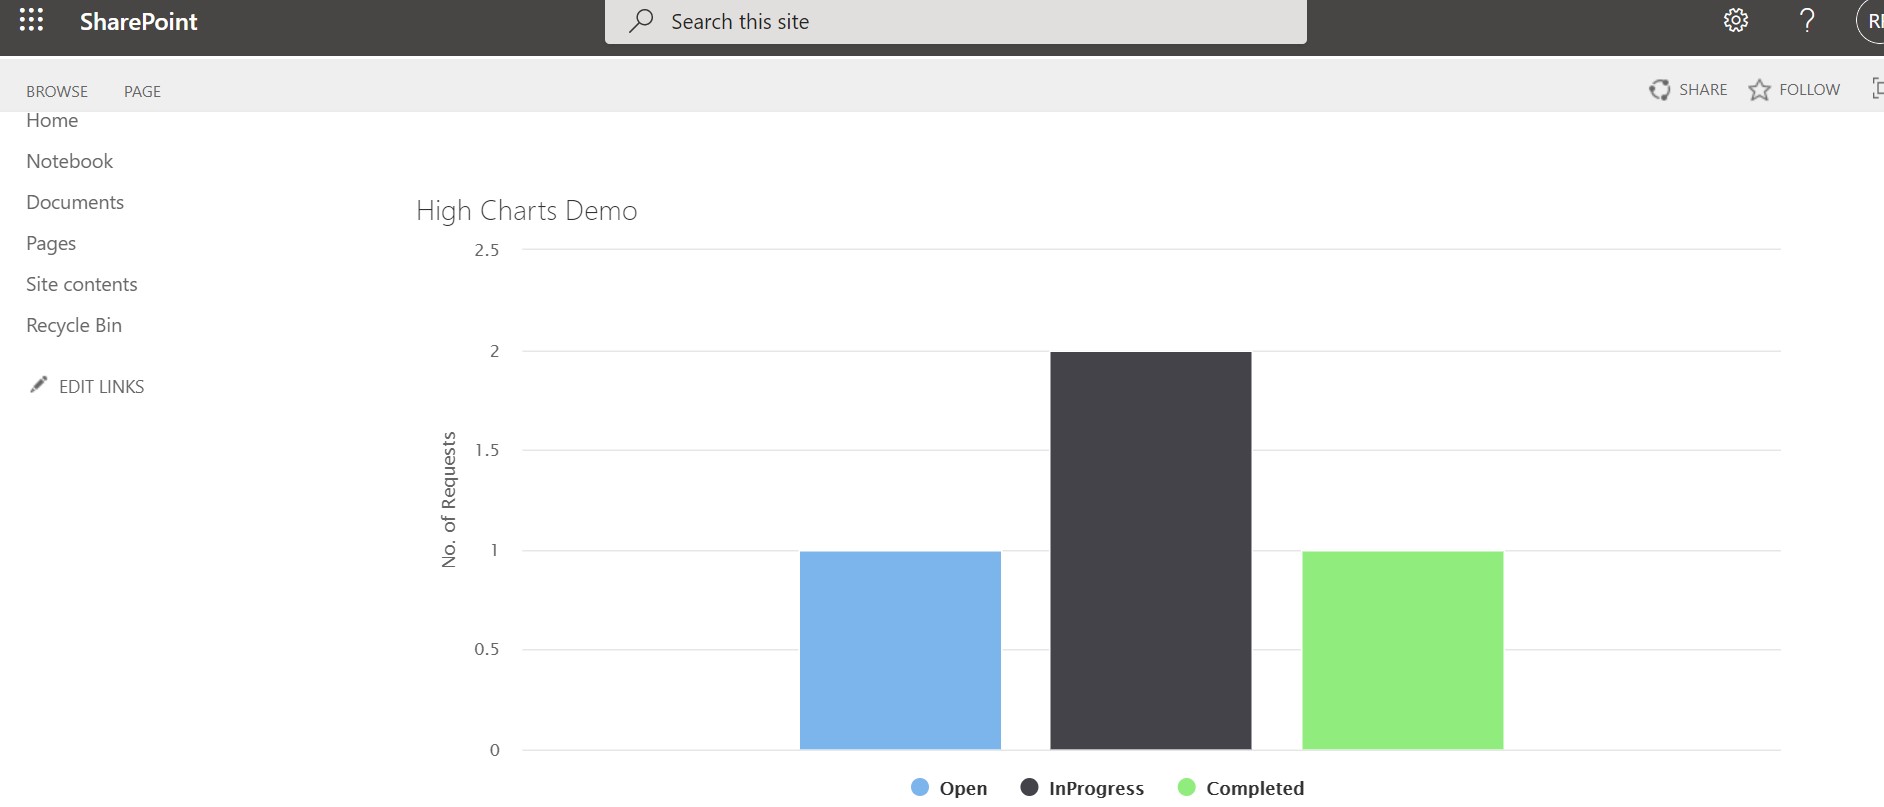 SharePoint
Search this site
?
BROWSE PAGE
SHARE FOLLOW
Home
Notebook
Documents
Pages
Site contents
Recycle Bin
EDIT LINKS
High Charts Demo
2.5
2
1.5
1
0.5
0
No. of Requests
Open InProgress Completed